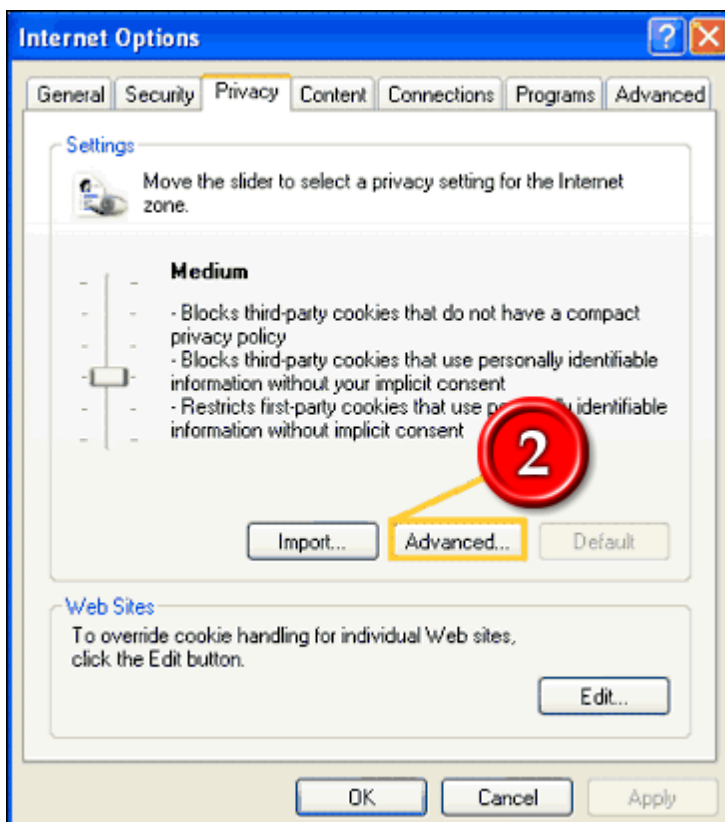 Internet Options
General Security Privacy Content Connections Programs Advanced
Settings
Move the slider to select a privacy setting for the Internet
zone.
Medium
- Blocks third-party cookies that do not have a compact
privacy policy
- Blocks third-party cookies that use personally identifiable
information without your implicit consent
- Restricts first-party cookies that use identifiable
information without implicit consent
2
Import... Advanced... Default
Web Sites
To override cookie handling for individual Web sites,
click the Edit button.
Edit...
OK Cancel Apply